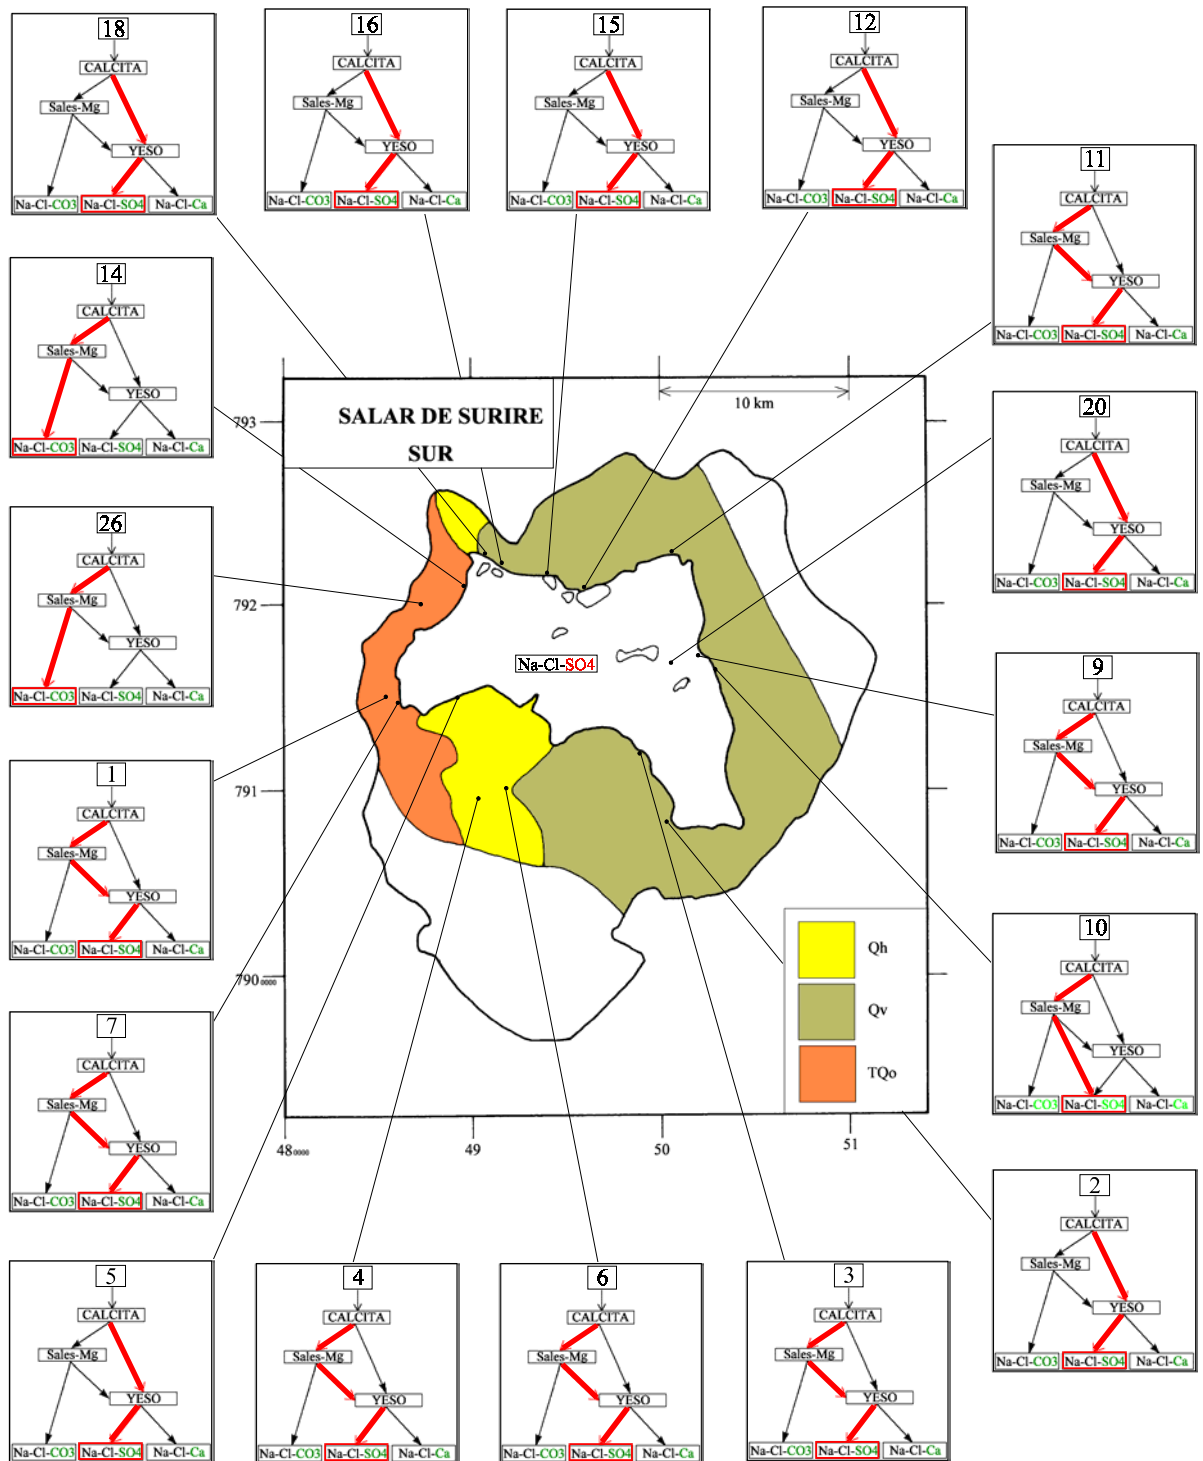 18
CALCITA
Sales-Mg
YESO
Na-Cl-CO3 Na-Cl-SO4 Na-Cl-Ca
16
CALCITA
Sales-Mg
YESO
Na-Cl-CO3 Na-Cl-SO4 Na-Cl-Ca
15
CALCITA
Sales-Mg
YESO
Na-Cl-CO3 Na-Cl-SO4 Na-Cl-Ca
12
CALCITA
Sales-Mg
YESO
Na-Cl-CO3 Na-Cl-SO4 Na-Cl-Ca
11
CALCITA
Sales-Mg
YESO
Na-Cl-CO3 Na-Cl-SO4 Na-Cl-Ca
14
CALCITA
Sales-Mg
YESO
Na-Cl-CO3 Na-Cl-SO4 Na-Cl-Ca
20
CALCITA
Sales-Mg
YESO
Na-Cl-CO3 Na-Cl-SO4 Na-Cl-Ca
26
CALCITA
Sales-Mg
YESO
Na-Cl-CO3 Na-Cl-SO4 Na-Cl-Ca
SALAR DE SURIRE
SUR
10 km
793
792
791
790 0000
Na-Cl-SO4
Qh
Qv
TQo
48 0000
49
50
51
9
CALCITA
Sales-Mg
YESO
Na-Cl-CO3 Na-Cl-SO4 Na-Cl-Ca
1
CALCITA
Sales-Mg
YESO
Na-Cl-CO3 Na-Cl-SO4 Na-Cl-Ca
10
CALCITA
Sales-Mg
YESO
Na-Cl-CO3 Na-Cl-SO4 Na-Cl-Ca
7
CALCITA
Sales-Mg
YESO
Na-Cl-CO3 Na-Cl-SO4 Na-Cl-Ca
2
CALCITA
Sales-Mg
YESO
Na-Cl-CO3 Na-Cl-SO4 Na-Cl-Ca
5
CALCITA
Sales-Mg
YESO
Na-Cl-CO3 Na-Cl-SO4 Na-Cl-Ca
4
CALCITA
Sales-Mg
YESO
Na-Cl-CO3 Na-Cl-SO4 Na-Cl-Ca
6
CALCITA
Sales-Mg
YESO
Na-Cl-CO3 Na-Cl-SO4 Na-Cl-Ca
3
CALCITA
Sales-Mg
YESO
Na-Cl-CO3 Na-Cl-SO4 Na-Cl-Ca